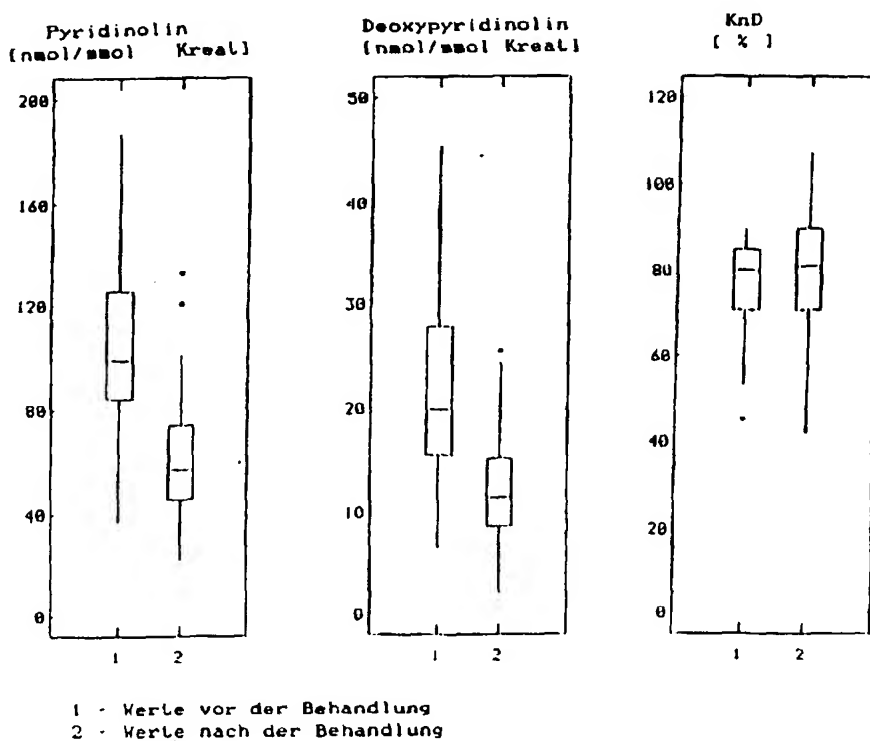 Pyridinolin
[nmol/mmol Kreat]
200
160
120
80
40
0
1 2
Deoxypyridinolin
[nmol/mmol Kreat]
50
40
30
20
10
0
1 2
KnD
[ % ]
120
100
80
60
40
20
0
1 2
1 - Werte vor der Behandlung
2 - Werte nach der Behandlung